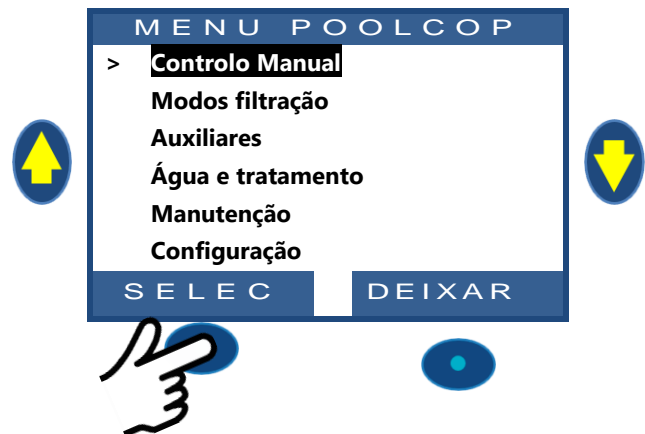 MENU POOLCOP
> Controlo Manual
Modos filtração
Auxiliares
Água e tratamento
Manutenção
Configuração
SELEC DEIXAR